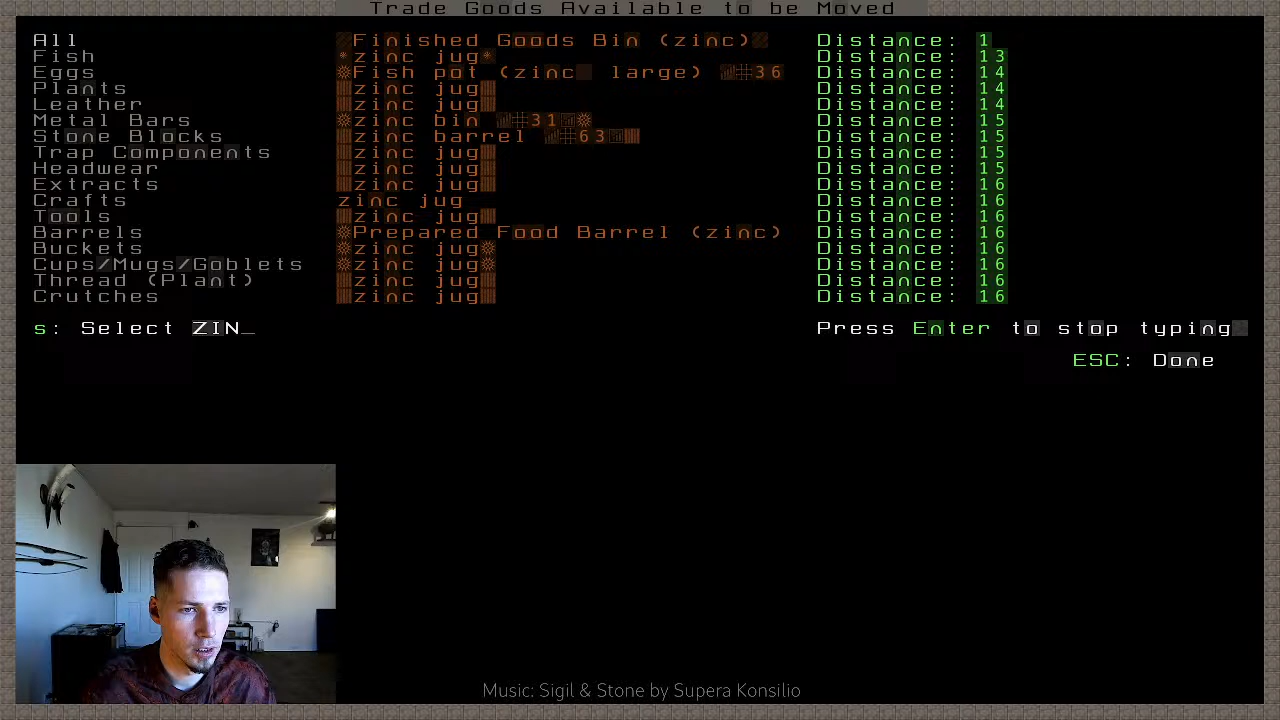 Trade Goods Available to be Moved
All Finished Goods Bin (zinc) Distance: 1
Fish *zinc jug* Distance: 13
Eggs ☼Fish pot (zinc large) 36 Distance: 14
Plants zinc jug Distance: 14
Leather zinc jug Distance: 14
Metal Bars ☼zinc bin 31☼ Distance: 15
Stone Blocks zinc barrel 63 Distance: 15
Trap Components zinc jug Distance: 15
Headwear zinc jug Distance: 15
Extracts zinc jug Distance: 16
Crafts zinc jug Distance: 16
Tools zinc jug Distance: 16
Barrels ☼Prepared Food Barrel (zinc) Distance: 16
Buckets ☼zinc jug☼ Distance: 16
Cups/Mugs/Goblets ☼zinc jug☼ Distance: 16
Thread (Plant) zinc jug Distance: 16
Crutches zinc jug Distance: 16
s: Select ZIN_ Press Enter to stop typing
ESC: Done
Music: Sigil & Stone by Supera Konsilio